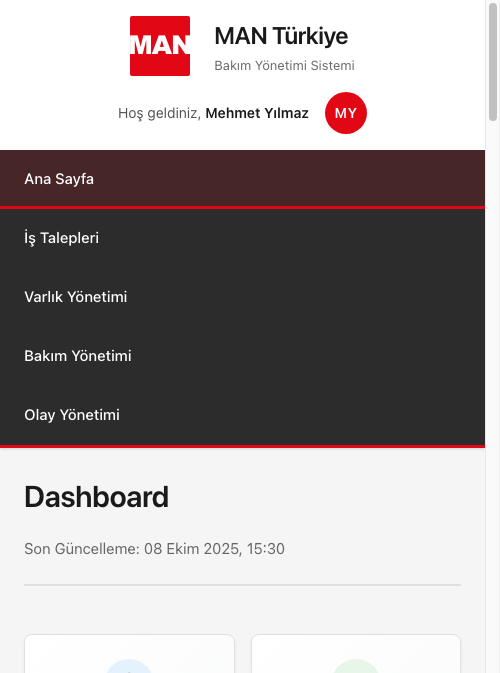 MAN
MAN Türkiye
Bakım Yönetimi Sistemi
Hoş geldiniz, Mehmet Yılmaz
MY
Ana Sayfa
İş Talepleri
Varlık Yönetimi
Bakım Yönetimi
Olay Yönetimi
Dashboard
Son Güncelleme: 08 Ekim 2025, 15:30